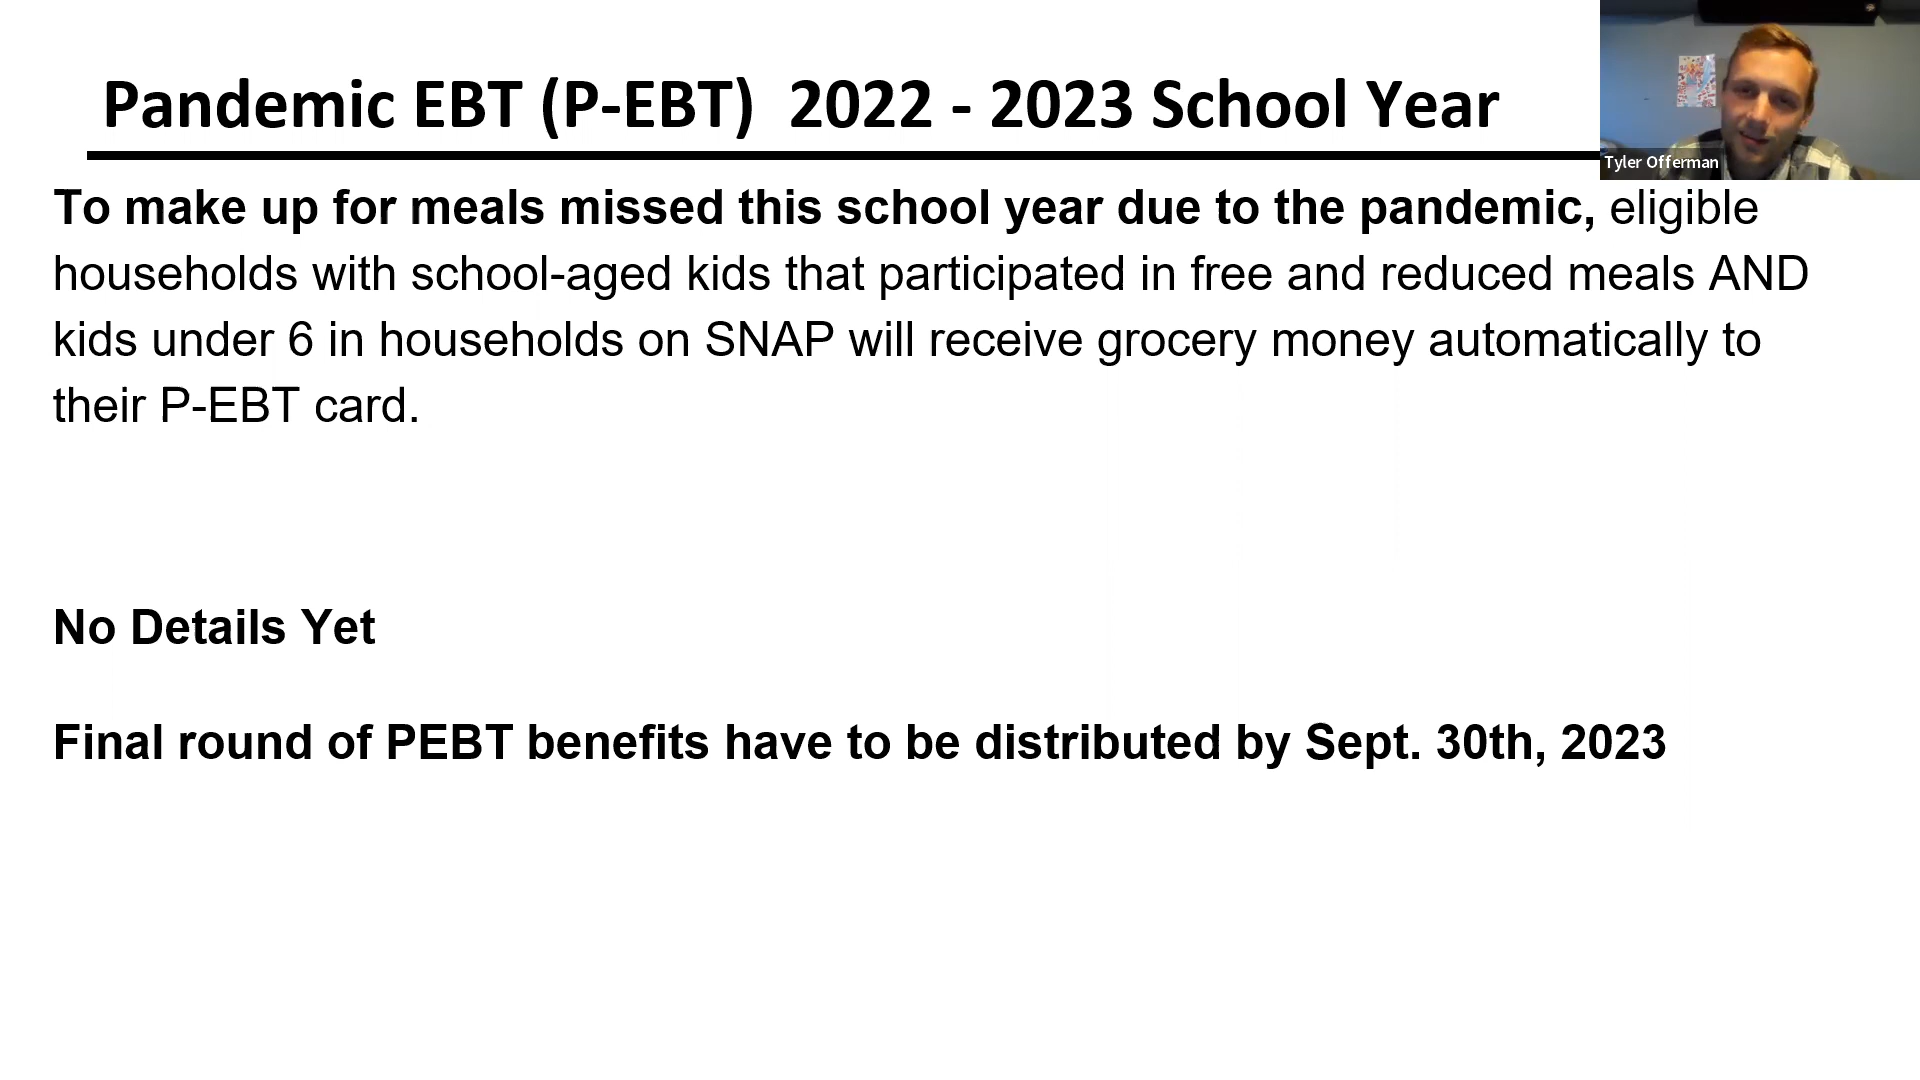 Pandemic EBT (P-EBT)  2022 - 2023 School Year
Tyler Offerman
To make up for meals missed this school year due to the pandemic, eligible
households with school-aged kids that participated in free and reduced meals AND
kids under 6 in households on SNAP will receive grocery money automatically to
their P-EBT card.
No Details Yet
Final round of PEBT benefits have to be distributed by Sept. 30th, 2023